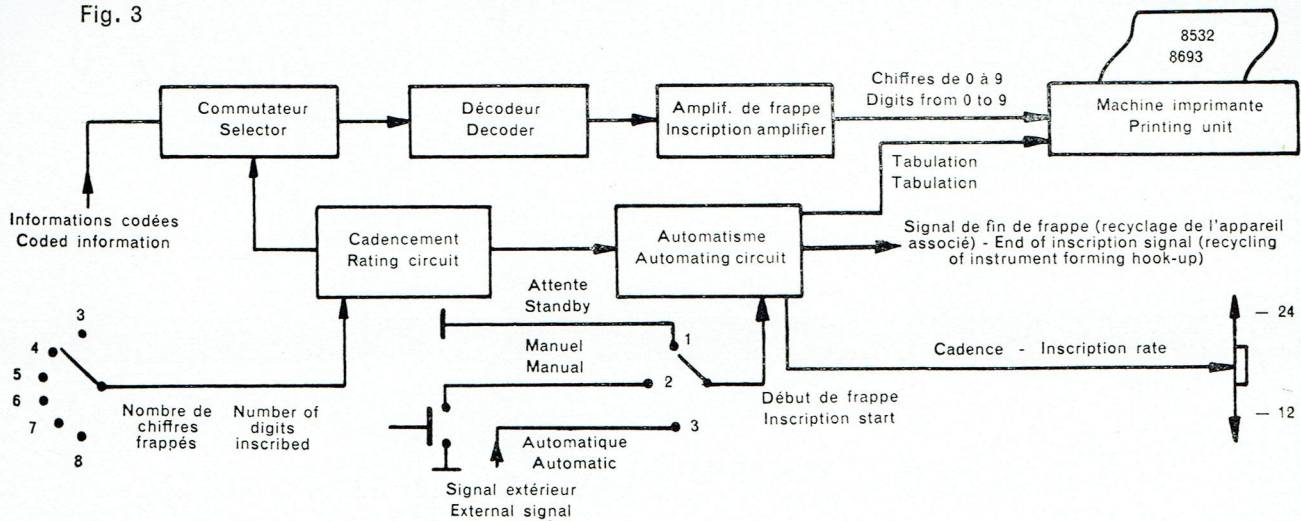 Fig. 3
8532
8693
Commutateur
Selector
Décodeur
Decoder
Amplif. de frappe
Inscription amplifier
Chiffres de 0 à 9
Digits from 0 to 9
Machine imprimante
Printing unit
Tabulation
Tabulation
Informations codées
Coded information
Cadencement
Rating circuit
Automatisme
Automating circuit
Signal de fin de frappe (recyclage de l'appareil
associé) - End of inscription signal (recycling
of instrument forming hook-up)
Attente
Standby
3
4
5
6
7
8
Nombre de
chiffres
frappés
Number of
digits
inscribed
Manuel
Manual
1
2
3
Automatique
Automatic
Signal extérieur
External signal
Début de frappe
Inscription start
Cadence - Inscription rate
— 24
— 12